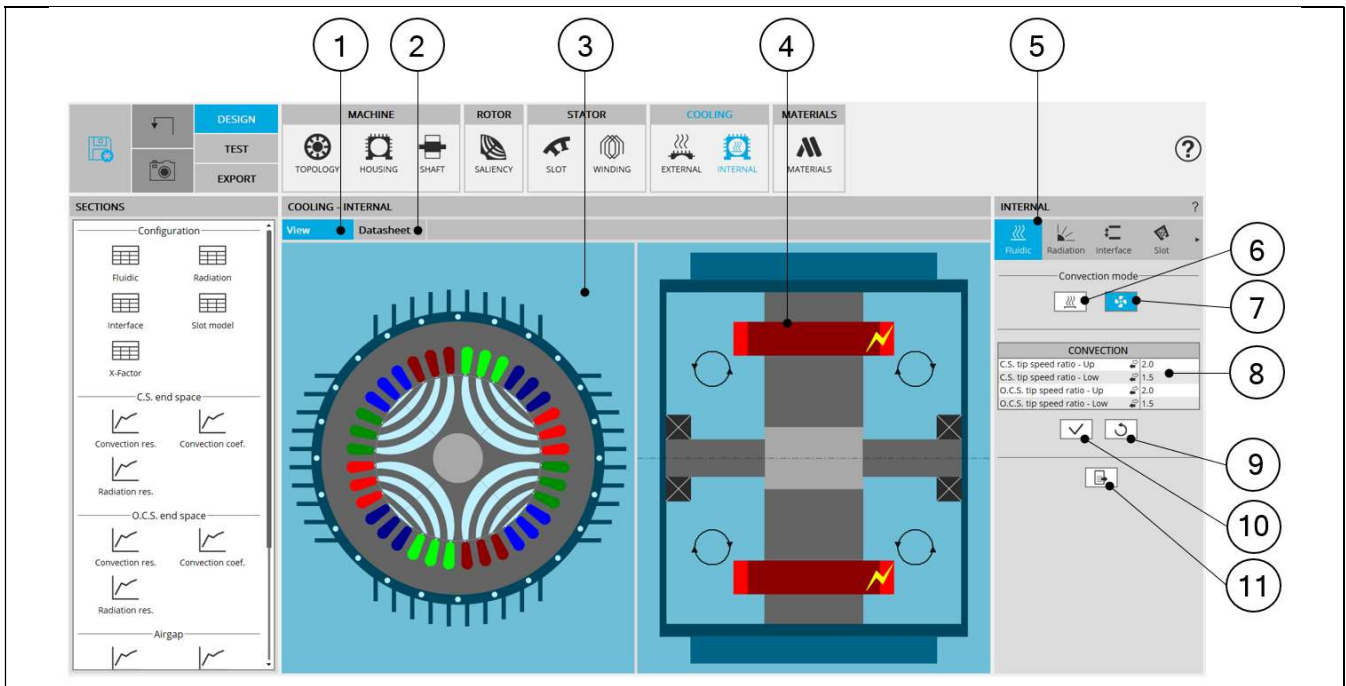 1 2 3 4 5
DESIGN MACHINE ROTOR STATOR COOLING MATERIALS
TEST
EXPORT TOPOLOGY HOUSING SHAFT SALIENCY SLOT WINDING EXTERNAL INTERNAL MATERIALS ?
SECTIONS COOLING - INTERNAL INTERNAL ?
View Datasheet
Configuration
Fluidic Radiation Interface Slot
Fluidic Radiation
Convection mode
6
7
Interface Slot model
X-Factor
CONVECTION
C.S. tip speed ratio - Up 2.0
C.S. tip speed ratio - Low 1.5
O.C.S. tip speed ratio - Up 2.0
O.C.S. tip speed ratio - Low 1.5
8
C.S. end space
Convection res. Convection coef.
Radiation res.
9
10
11
O.C.S. end space
Convection res. Convection coef.
Radiation res.
Airgap